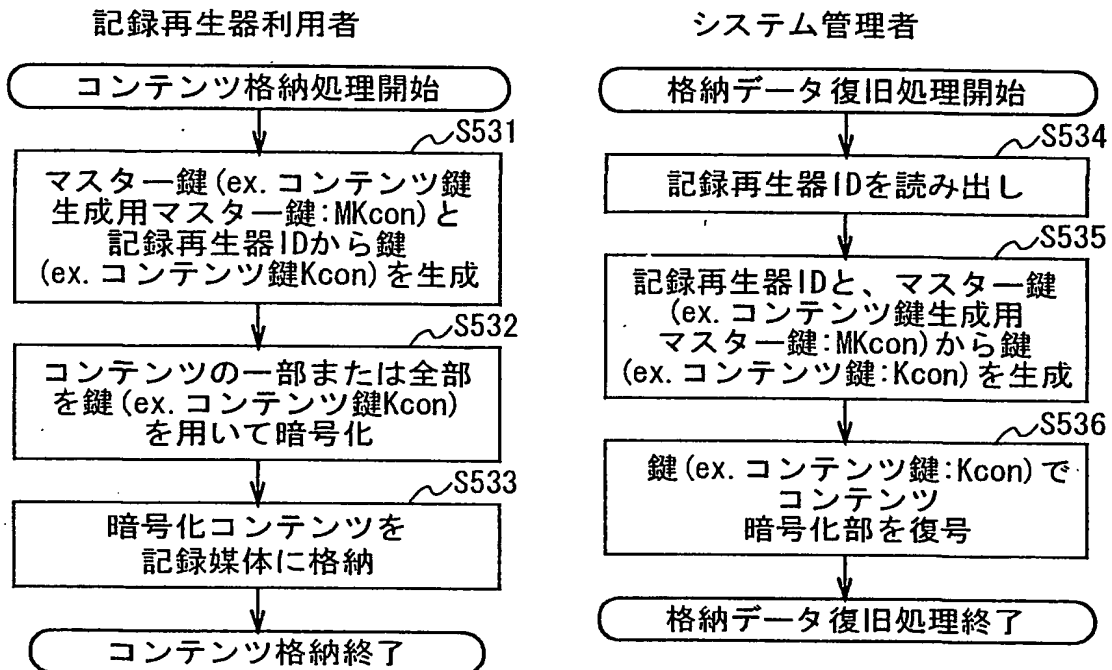 記録再生器利用者
コンテンツ格納処理開始
S531
マスター鍵(ex.コンテンツ鍵
生成用マスター鍵:MKcon)と
記録再生器IDから鍵
(ex.コンテンツ鍵Kcon)を生成
S532
コンテンツの一部または全部
を鍵(ex.コンテンツ鍵Kcon)
を用いて暗号化
S533
暗号化コンテンツを
記録媒体に格納
コンテンツ格納終了
システム管理者
格納データ復旧処理開始
S534
記録再生器IDを読み出し
S535
記録再生器IDと、マスター鍵
(ex.コンテンツ鍵生成用
マスター鍵:MKcon)から鍵
(ex.コンテンツ鍵:Kcon)を生成
S536
鍵(ex.コンテンツ鍵:Kcon)で
コンテンツ
暗号化部を復号
格納データ復旧処理終了